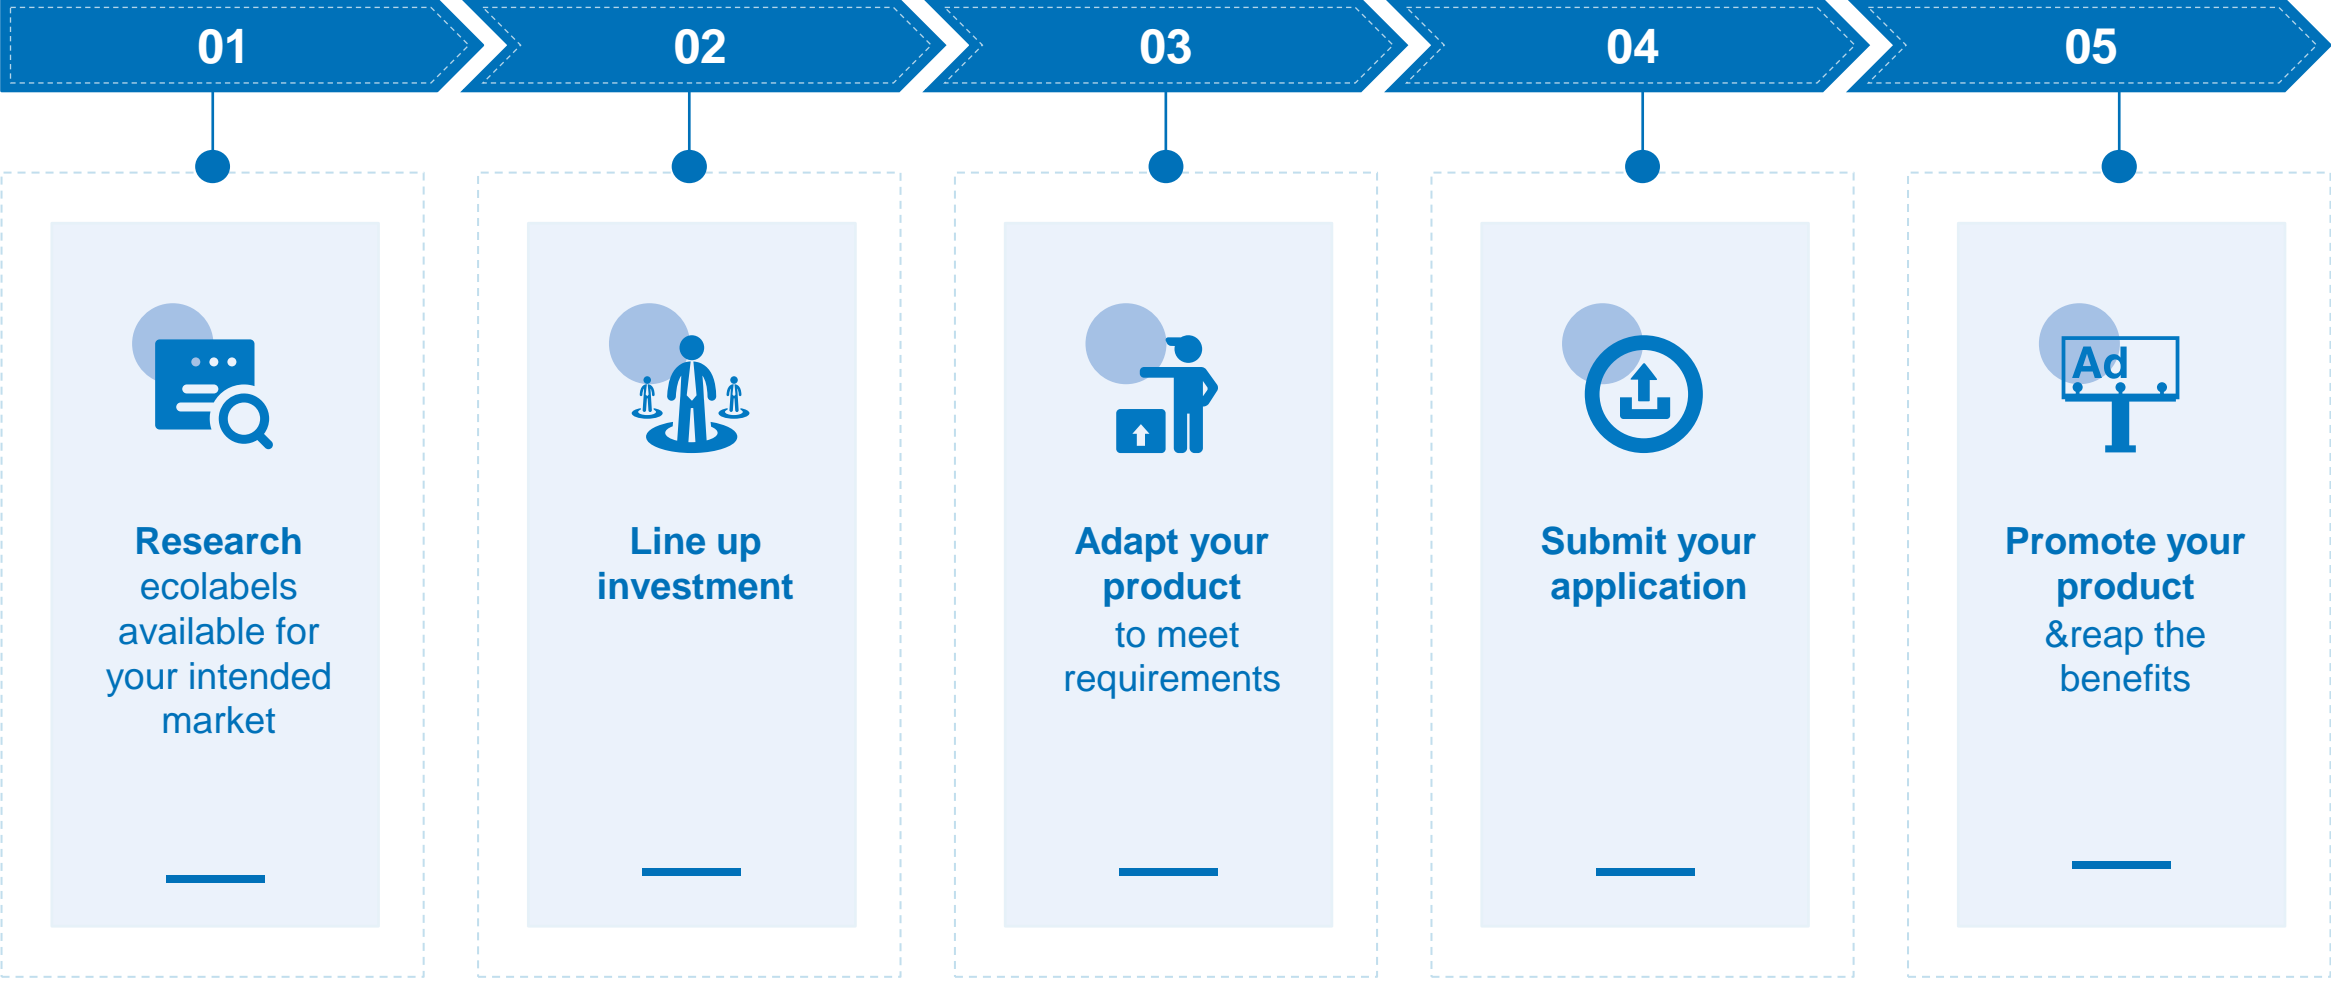 01
02
03
04
05
Research
ecolabels
available for
your intended
market
Line up
investment
Adapt your
product
to meet
requirements
Submit your
application
Ad
Promote your
product
&reap the
benefits